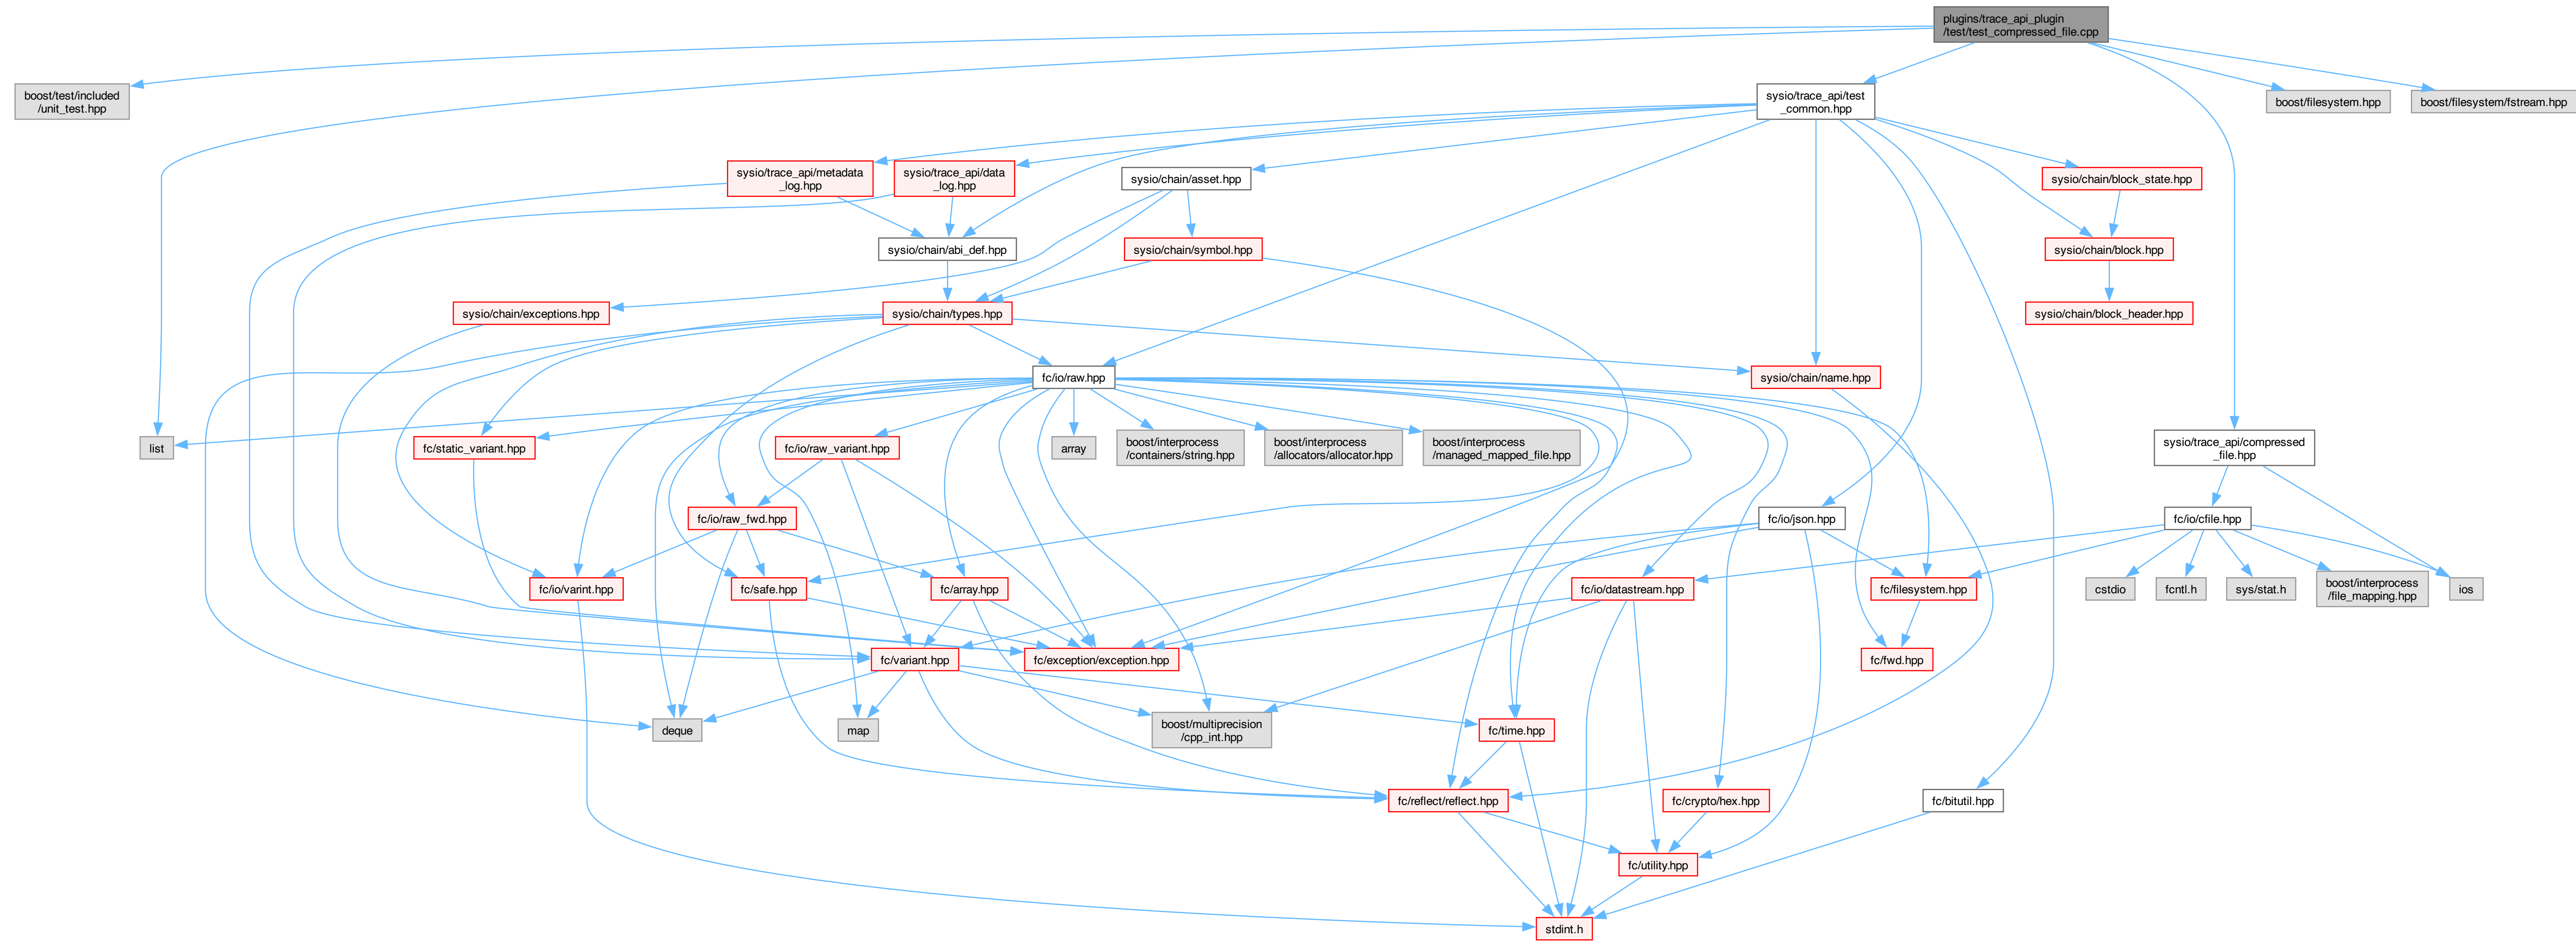 plugins/trace_api_plugin
/test/test_compressed_file.cpp
boost/test/included
/unit_test.hpp
sysio/trace_api/test
_common.hpp
boost/filesystem.hpp
boost/filesystem/fstream.hpp
sysio/trace_api/metadata
_log.hpp
sysio/trace_api/data
_log.hpp
sysio/chain/asset.hpp
sysio/chain/block_state.hpp
sysio/chain/abi_def.hpp
sysio/chain/symbol.hpp
sysio/chain/block.hpp
sysio/chain/exceptions.hpp
sysio/chain/types.hpp
sysio/chain/block_header.hpp
fc/io/raw.hpp
sysio/chain/name.hpp
list
fc/static_variant.hpp
fc/io/raw_variant.hpp
array
boost/interprocess
/containers/string.hpp
boost/interprocess
/allocators/allocator.hpp
boost/interprocess
/managed_mapped_file.hpp
sysio/trace_api/compressed
_file.hpp
fc/io/raw_fwd.hpp
fc/io/json.hpp
fc/io/cfile.hpp
fc/io/varint.hpp
fc/safe.hpp
fc/array.hpp
fc/io/datastream.hpp
fc/filesystem.hpp
cstdio
fcntl.h
sys/stat.h
boost/interprocess
/file_mapping.hpp
ios
fc/variant.hpp
fc/exception/exception.hpp
fc/fwd.hpp
deque
map
boost/multiprecision
/cpp_int.hpp
fc/time.hpp
fc/reflect/reflect.hpp
fc/crypto/hex.hpp
fc/bitutil.hpp
fc/utility.hpp
stdint.h